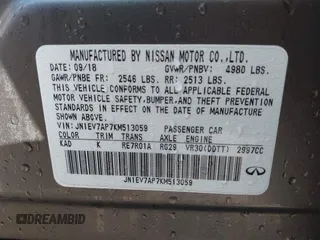 MANUFACTURED BY NISSAN MOTOR CO.,LTD.
DATE 09/18 GVWR/PNBV: 4980 LBS.
GAWR/PNBE FR: 2546 LBS. RR: 2513 LBS.
THIS VEHICLE CONFORMS TO ALL APPLICABLE FEDERAL
MOTOR VEHICLE SAFETY,BUMPER,AND THEFT PREVENTION
STANDARDS IN EFFECT ON THE DATE OF MANUFACTURE
SHOWN ABOVE.
VIN: JN1EV7AP7KM513059 PASSENGER CAR
COLOR TRIM TRANS AXLE ENGINE
KAD K RE7R01A RG29 VR30(DDTT) 2997CC
JN1EV7AP7KM513059
INFINITI
DREAMBID